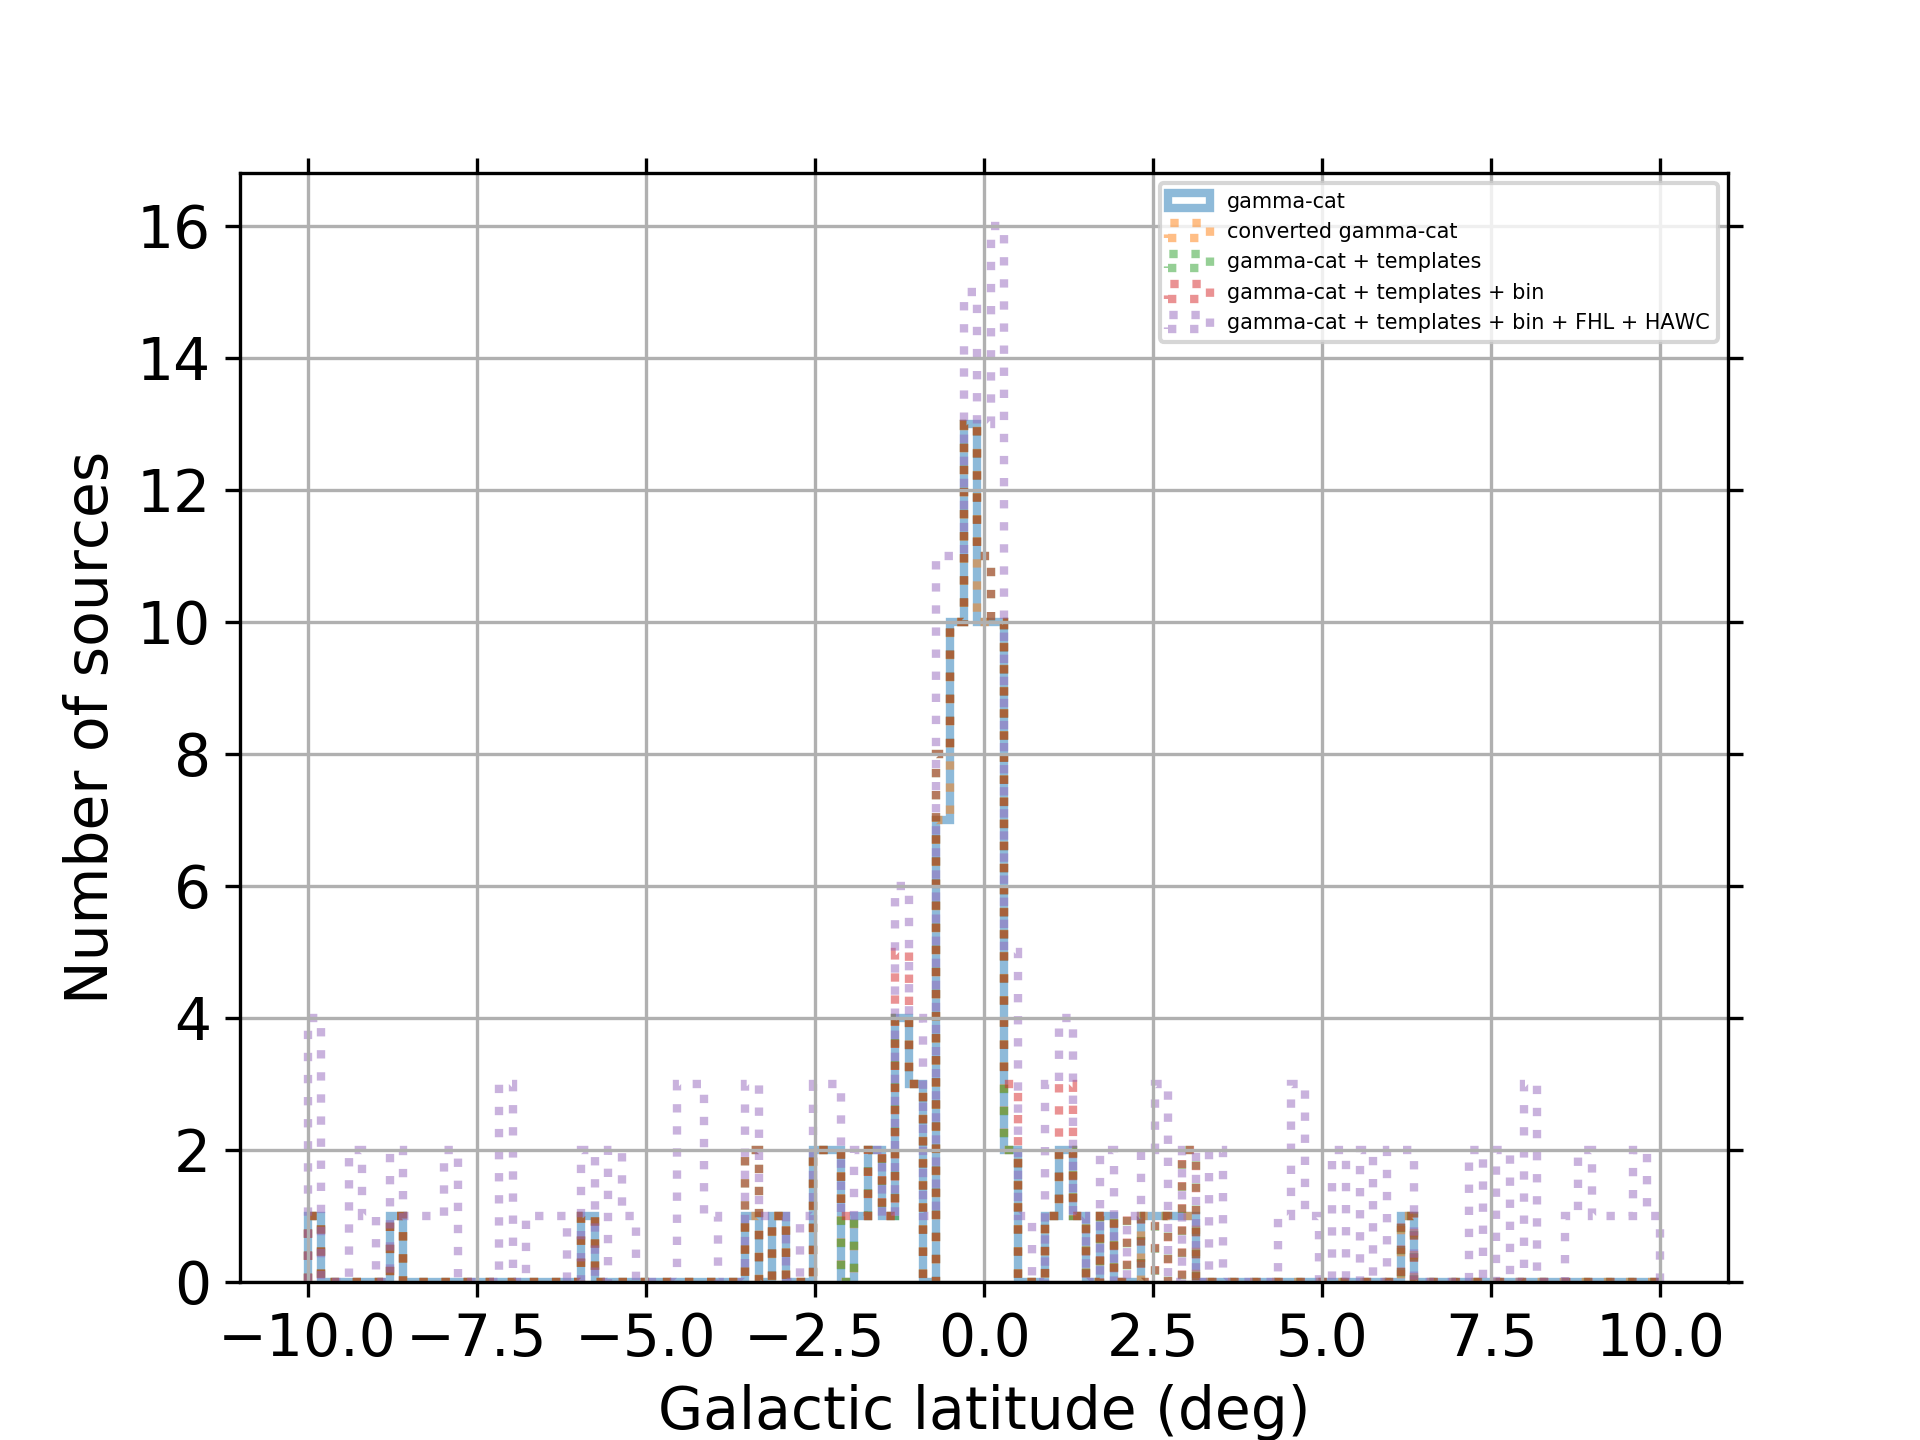 gamma-cat
converted gamma-cat
gamma-cat + templates
gamma-cat + templates + bin
gamma-cat + templates + bin + FHL + HAWC
16
14
12
10
8
6
4
2
0
Number of sources
−10.0 −7.5 −5.0 −2.5 0.0 2.5 5.0 7.5 10.0
Galactic latitude (deg)